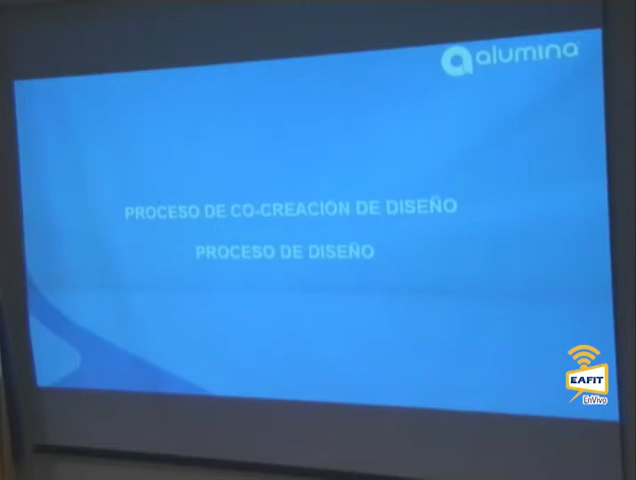 alumina
PROCESO DE CO-CREACIÓN DE DISEÑO
PROCESO DE DISEÑO
EAFIT
EnVivo